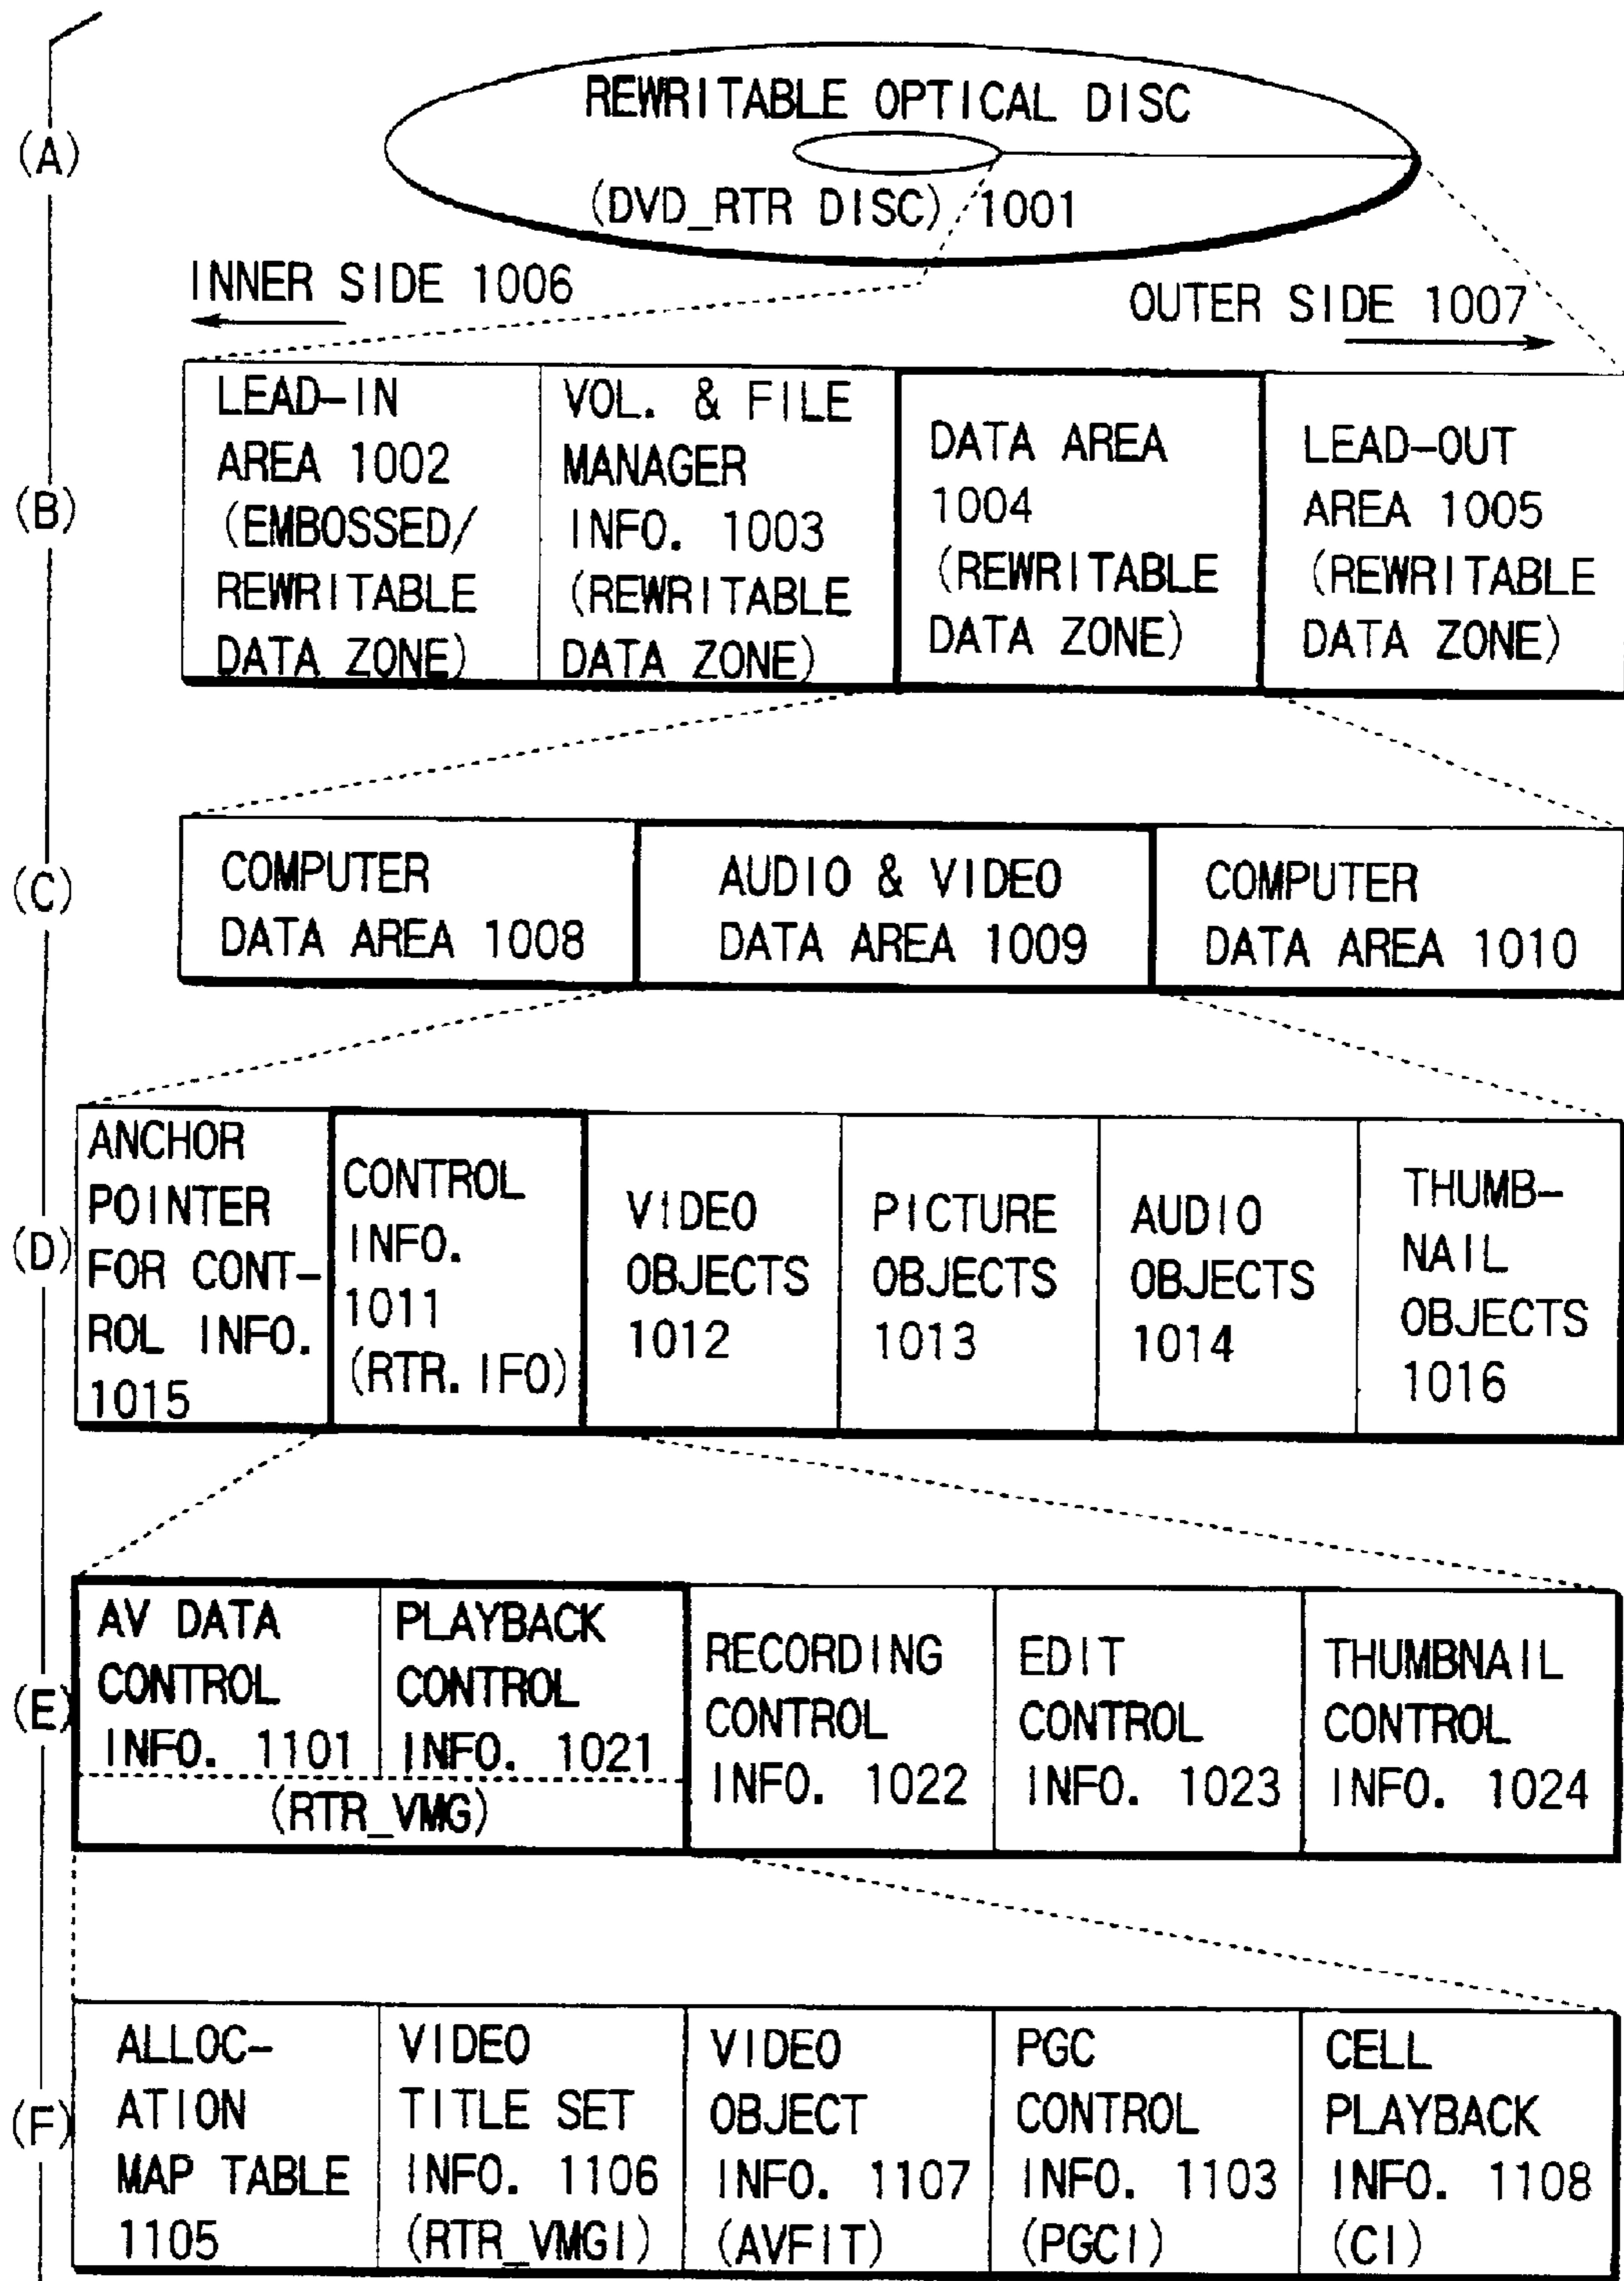 (A)
REWRITABLE OPTICAL DISC
(DVD_RTR DISC) 1001
INNER SIDE 1006
OUTER SIDE 1007
(B)
LEAD-IN
AREA 1002
(EMBOSSED/
REWRITABLE
DATA ZONE)
VOL. & FILE
MANAGER
INFO. 1003
(REWRITABLE
DATA ZONE)
DATA AREA
1004
(REWRITABLE
DATA ZONE)
LEAD-OUT
AREA 1005
(REWRITABLE
DATA ZONE)
(C)
COMPUTER
DATA AREA 1008
AUDIO & VIDEO
DATA AREA 1009
COMPUTER
DATA AREA 1010
(D)
ANCHOR
POINTER
FOR CONT-
ROL INFO.
1015
CONTROL
INFO.
1011
(RTR.IFO)
VIDEO
OBJECTS
1012
PICTURE
OBJECTS
1013
AUDIO
OBJECTS
1014
THUMB-
NAIL
OBJECTS
1016
(E)
AV DATA
CONTROL
INFO. 1101
PLAYBACK
CONTROL
INFO. 1021
(RTR_VMG)
RECORDING
CONTROL
INFO. 1022
EDIT
CONTROL
INFO. 1023
THUMBNAIL
CONTROL
INFO. 1024
(F)
ALLOC-
ATION
MAP TABLE
1105
VIDEO
TITLE SET
INFO. 1106
(RTR_VMGI)
VIDEO
OBJECT
INFO. 1107
(AVFIT)
PGC
CONTROL
INFO. 1103
(PGCI)
CELL
PLAYBACK
INFO. 1108
(CI)